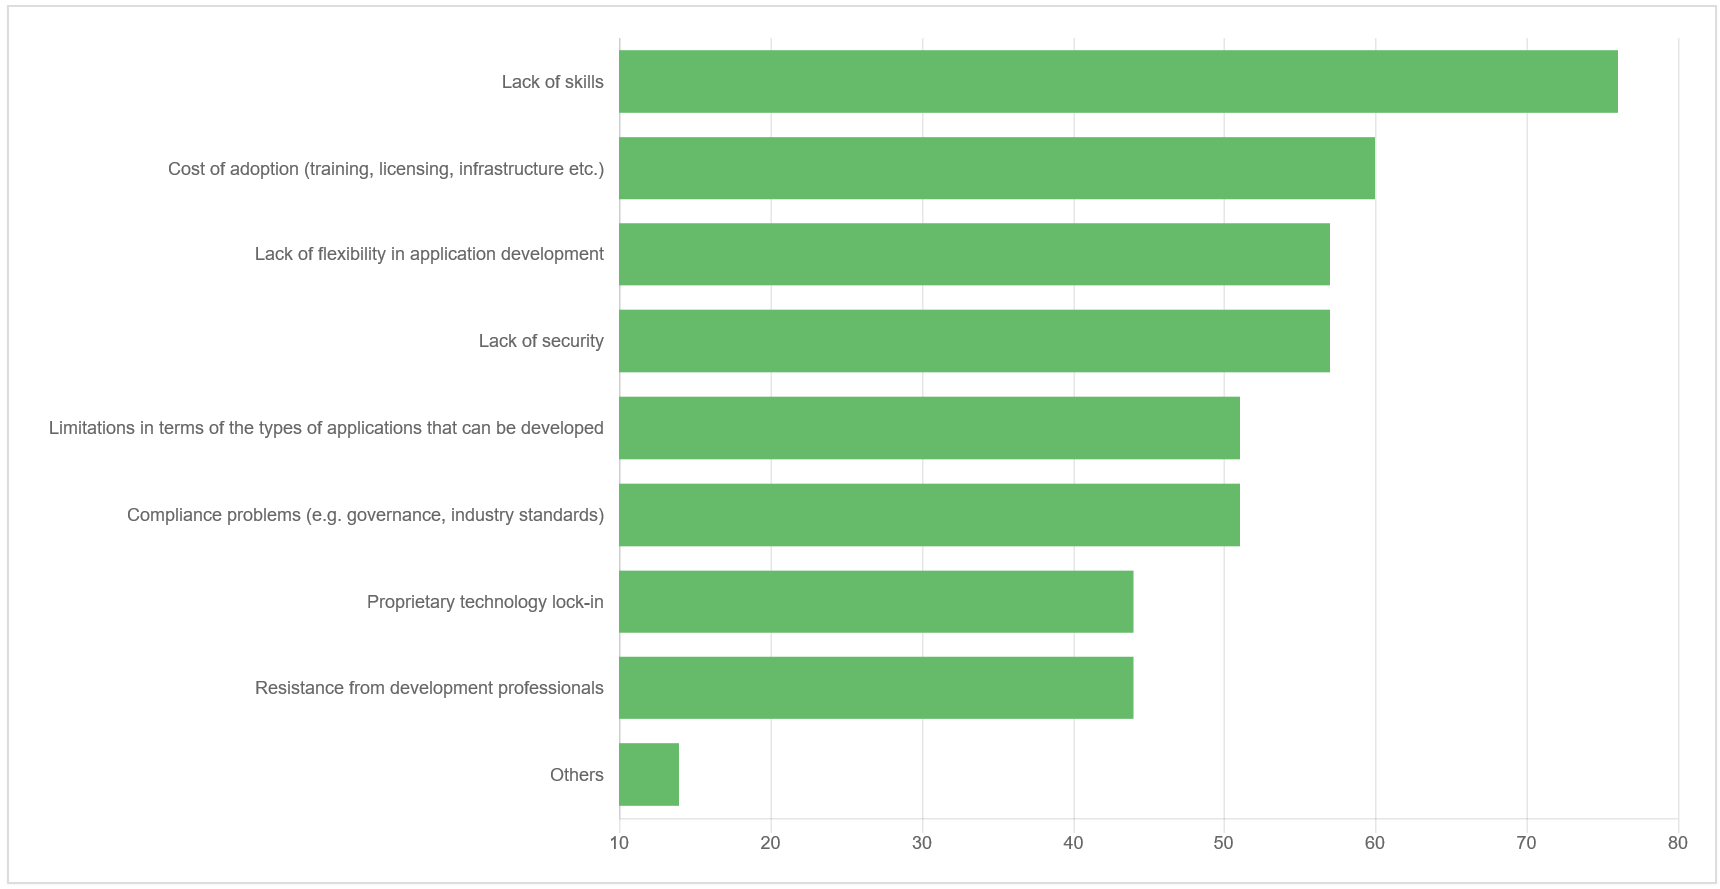 Lack of skills
Cost of adoption (training, licensing, infrastructure etc.)
Lack of flexibility in application development
Lack of security
Limitations in terms of the types of applications that can be developed
Compliance problems (e.g. governance, industry standards)
Proprietary technology lock-in
Resistance from development professionals
Others
10 20 30 40 50 60 70 80